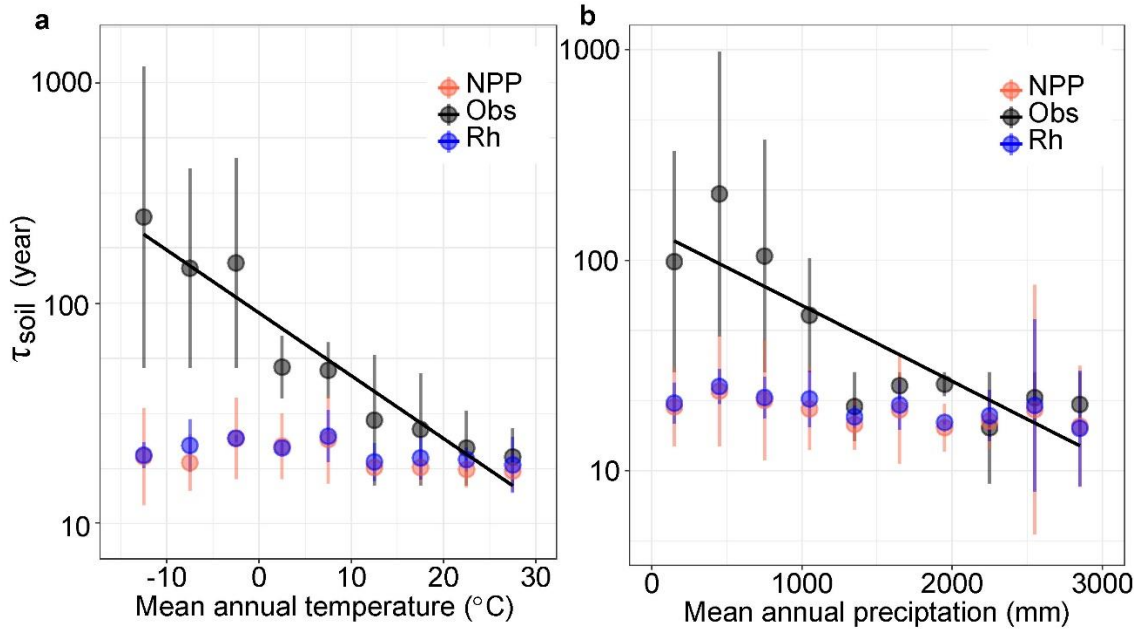 a
1000
100
10
τsoil (year)
NPP
Obs
Rh
-10 0 10 20 30
Mean annual temperature (°C)
b
1000
100
10
NPP
Obs
Rh
0 1000 2000 3000
Mean annual preciptation (mm)